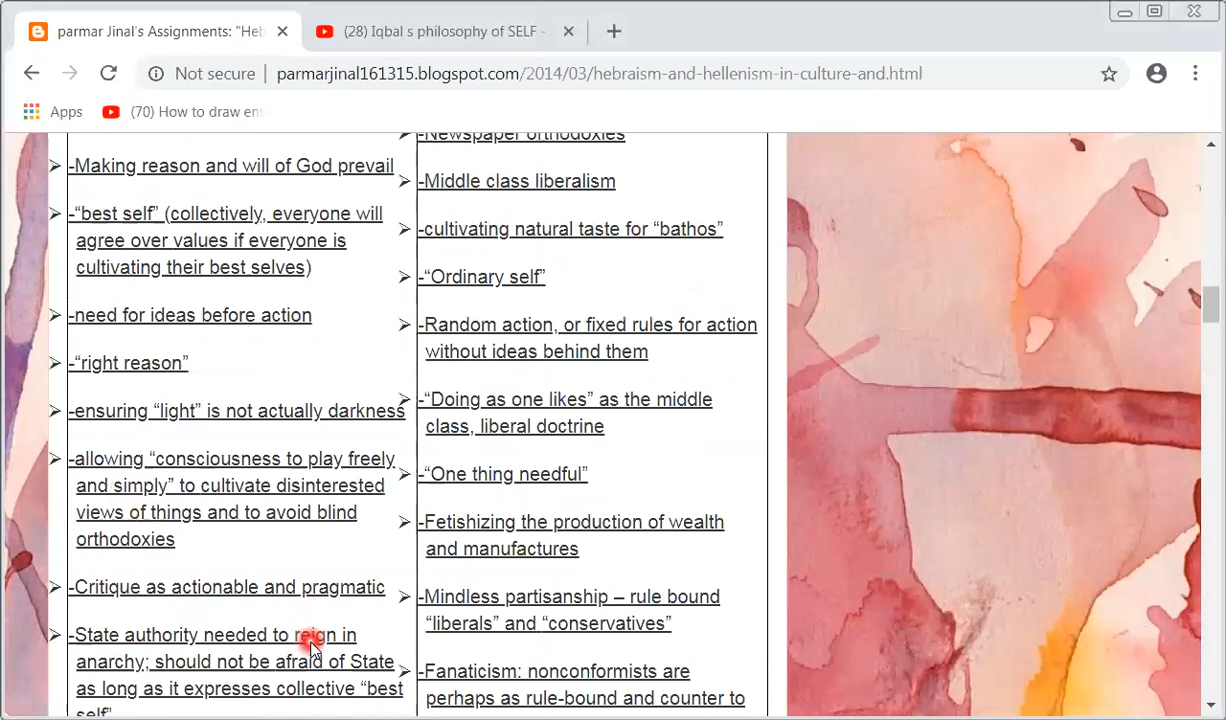 parmar Jinal's Assignments: "Heb
(28) Iqbal s philosophy of SELF -
Not secure
parmarjinal161315.blogspot.com/2014/03/hebraism-and-hellenism-in-culture-and.html
Apps
(70) How to draw env
-Making reason and will of God prevail
-“best self” (collectively, everyone will
agree over values if everyone is
cultivating their best selves)
-need for ideas before action
-“right reason”
-ensuring “light” is not actually darkness
-allowing “consciousness to play freely
and simply” to cultivate disinterested
views of things and to avoid blind
orthodoxies
-Critique as actionable and pragmatic
-State authority needed to reign in
anarchy; should not be afraid of State
as long as it expresses collective “best
self”
-Newspaper orthodoxies
-Middle class liberalism
-cultivating natural taste for “bathos”
-“Ordinary self”
-Random action, or fixed rules for action
without ideas behind them
-“Doing as one likes” as the middle
class, liberal doctrine
-“One thing needful”
-Fetishizing the production of wealth
and manufactures
-Mindless partisanship – rule bound
“liberals” and “conservatives”
-Fanaticism: nonconformists are
perhaps as rule-bound and counter to